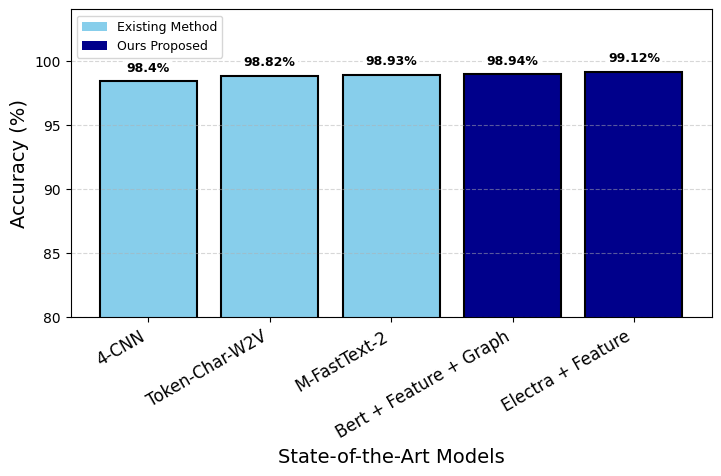 Existing Method
Ours Proposed
98.4%
98.82%
98.93%
98.94%
99.12%
100
95
90
85
80
Accuracy (%)
4-CNN
Token-Char-W2V
M-FastText-2
Bert + Feature + Graph
Electra + Feature
State-of-the-Art Models